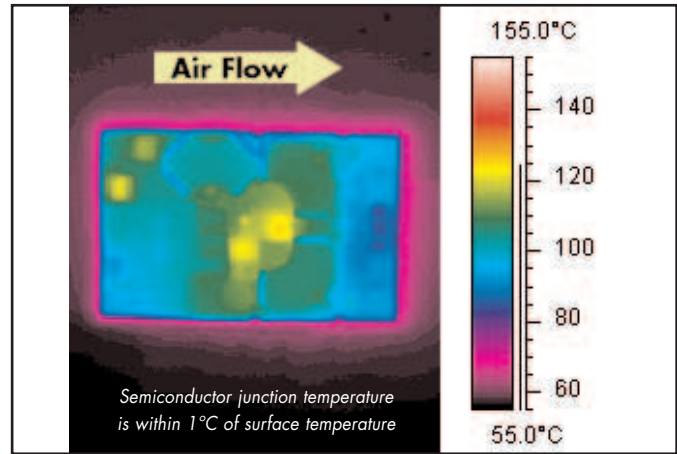 Air Flow
Semiconductor junction temperature
is within 1°C of surface temperature
155.0°C
140
120
100
80
60
55.0°C